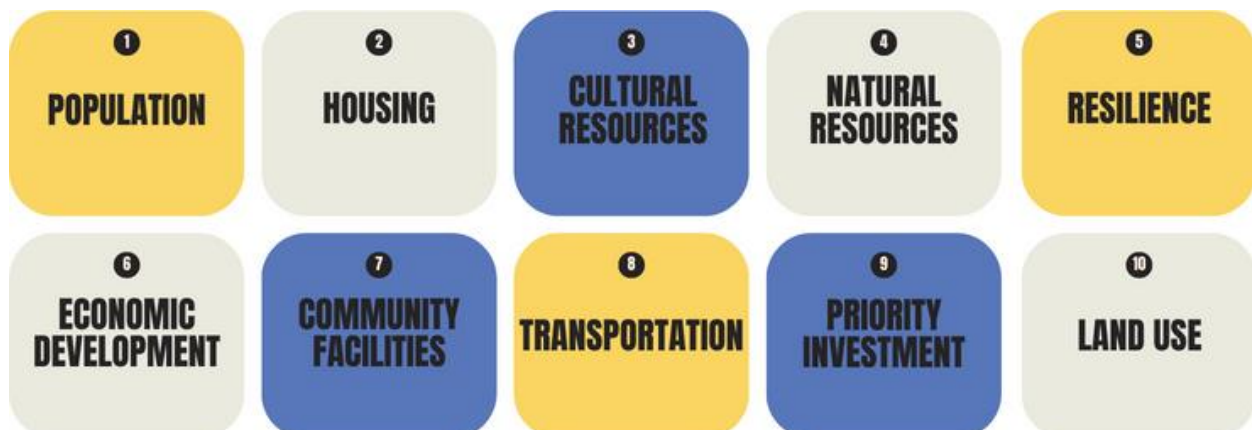 1
POPULATION
2
HOUSING
3
CULTURAL
RESOURCES
4
NATURAL
RESOURCES
5
RESILIENCE
6
ECONOMIC
DEVELOPMENT
7
COMMUNITY
FACILITIES
8
TRANSPORTATION
9
PRIORITY
INVESTMENT
10
LAND USE